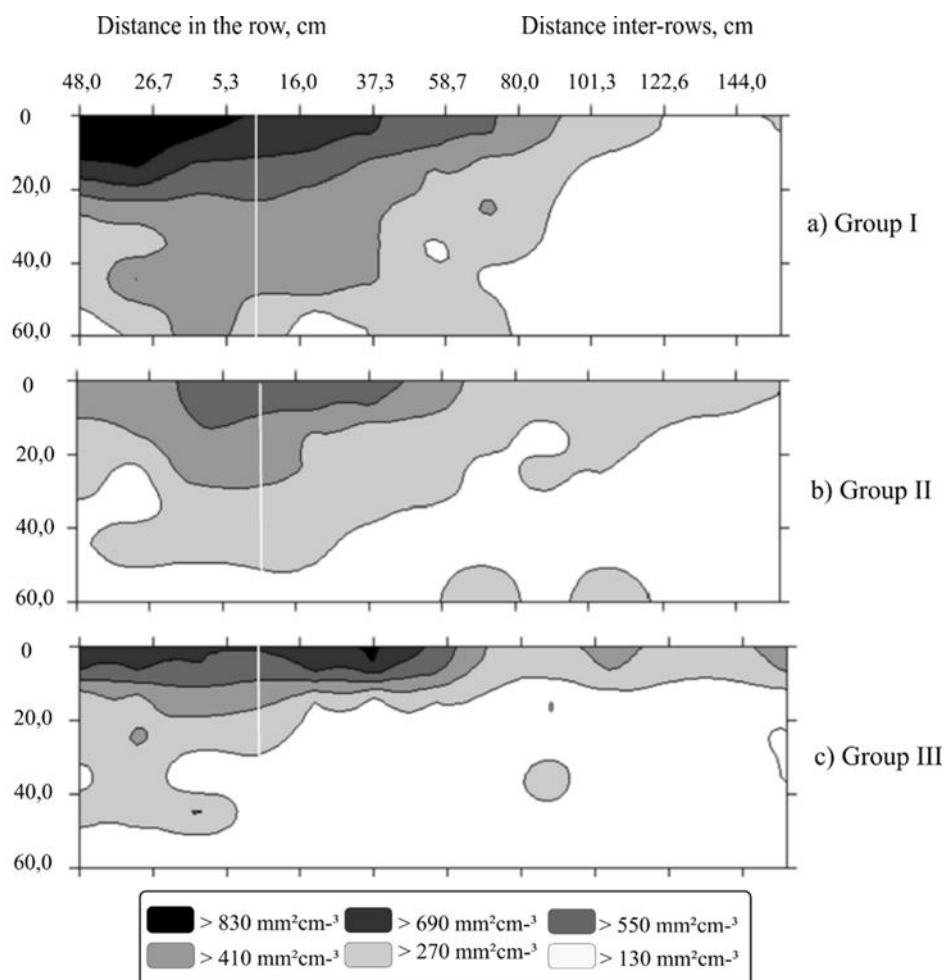 Distance in the row, cm Distance inter-rows, cm
48,0 26,7 5,3 16,0 37,3 58,7 80,0 101,3 122,6 144,0
0
20,0
40,0
60,0
a) Group I
0
20,0
40,0
60,0
b) Group II
0
20,0
40,0
60,0
c) Group III
> 830 mm²cm-³ > 690 mm²cm-³ > 550 mm²cm-³
> 410 mm²cm-³ > 270 mm²cm-³ > 130 mm²cm-³